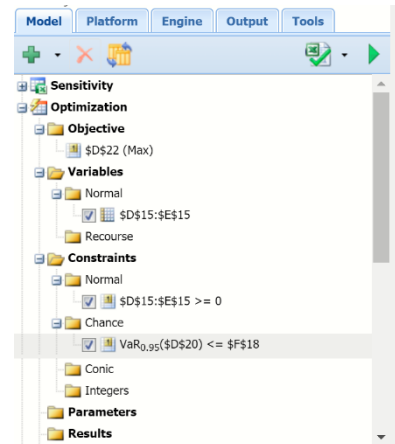 Model Platform Engine Output Tools
Sensitivity
Optimization
Objective
$D$22 (Max)
Variables
Normal
$D$15:$E$15
Recourse
Constraints
Normal
$D$15:$E$15 >= 0
Chance
VaR0.95($D$20) <= $F$18
Conic
Integers
Parameters
Results